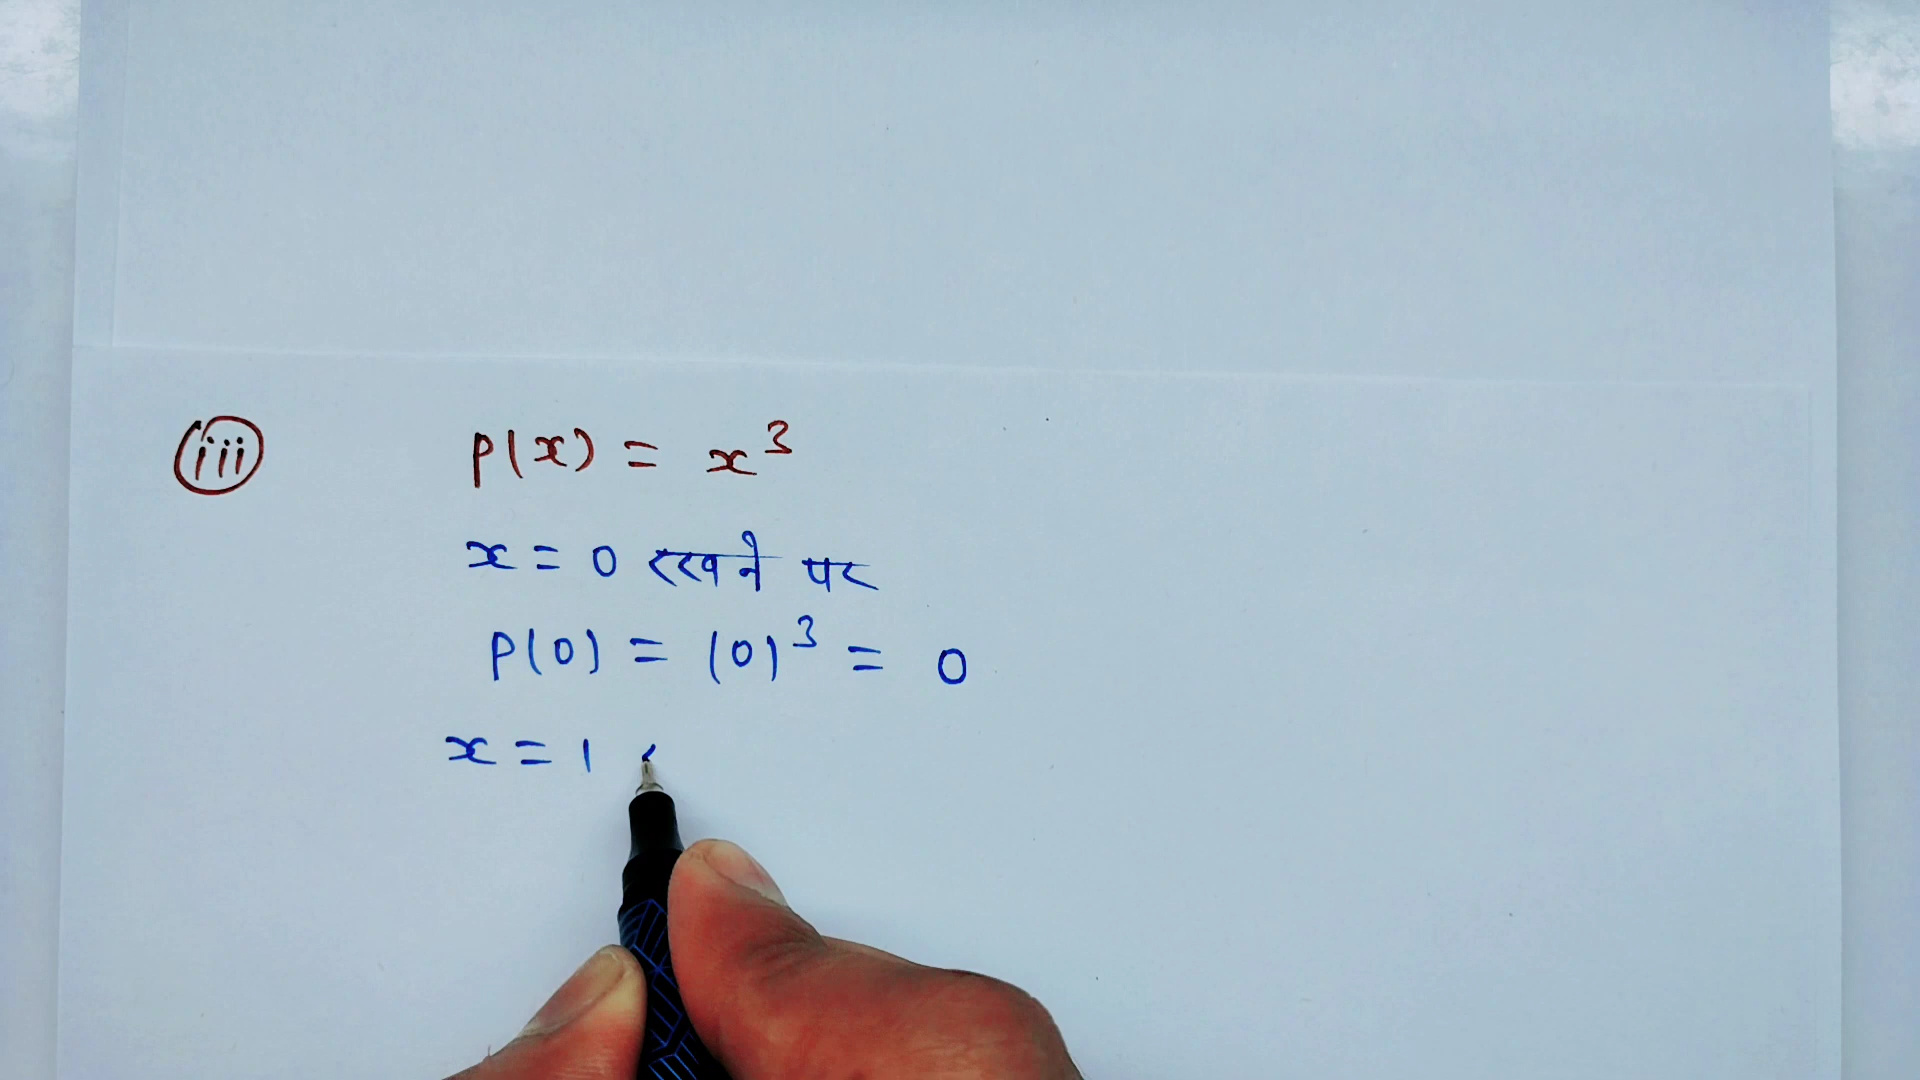 (iii) p(x) = x³
x = 0 रखने पर
p(0) = (0)³ = 0
x = 1